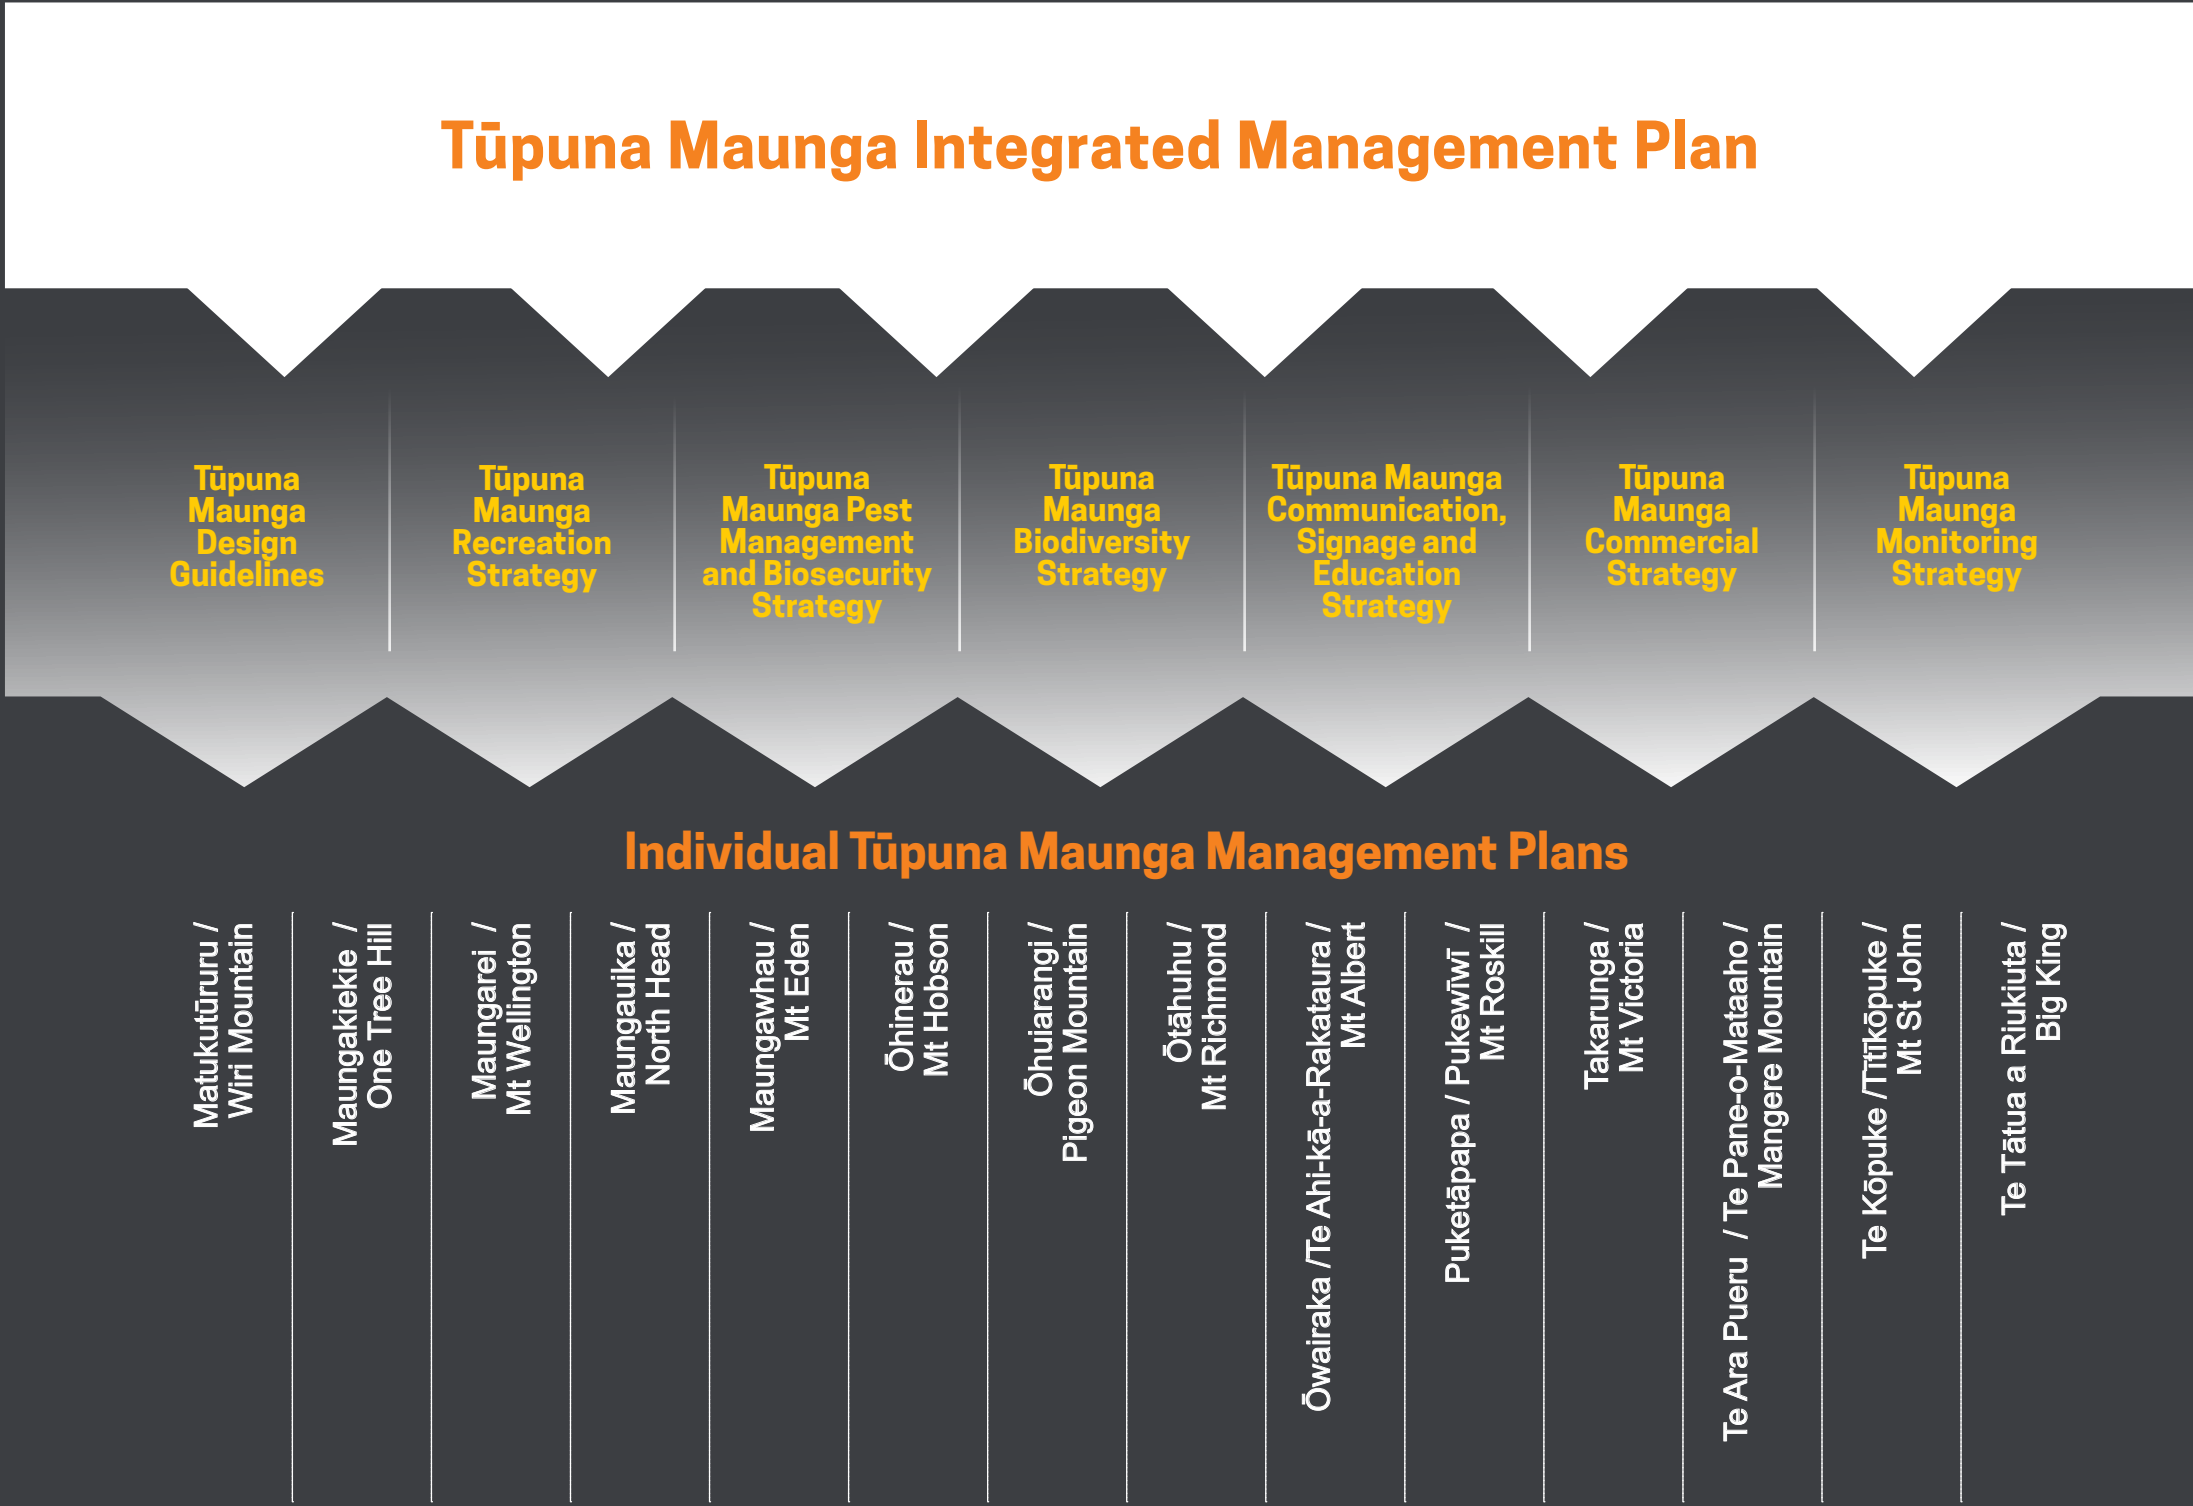 Tūpuna Maunga Integrated Management Plan
Tūpuna
Maunga
Design
Guidelines
Tūpuna
Maunga
Recreation
Strategy
Tūpuna
Maunga Pest
Management
and Biosecurity
Strategy
Tūpuna
Maunga
Biodiversity
Strategy
Tūpuna Maunga
Communication,
Signage and
Education
Strategy
Tūpuna
Maunga
Commercial
Strategy
Tūpuna
Maunga
Monitoring
Strategy
Individual Tūpuna Maunga Management Plans
Matukutūruru /
Wiri Mountain
Maungakiekie /
One Tree Hill
Maungarei /
Mt Wellington
Maungauika /
North Head
Maungawhau /
Mt Eden
Ōhinerau /
Mt Hobson
Ōhuiarangi /
Pigeon Mountain
Ōtāhuhu /
Mt Richmond
Ōwairaka /Te Ahi-kā-a-Rakataura /
Mt Albert
Puketāpapa / Pukewīwī /
Mt Roskill
Takarunga /
Mt Victoria
Te Ara Pueru / Te Pane-o-Mataaho /
Mangere Mountain
Te Kōpuke /Tītīkōpuke /
Mt St John
Te Tātua a Riukiuta /
Big King